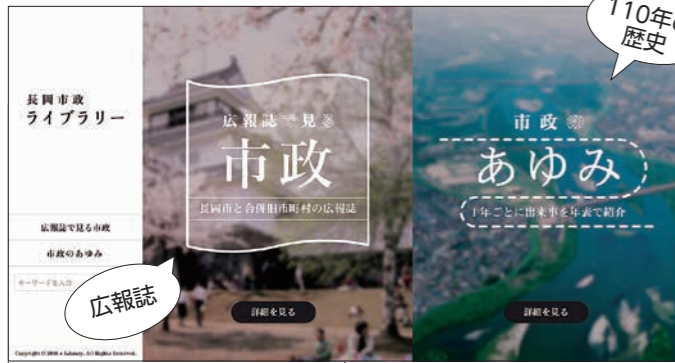 長岡市政
ライブラリー
広報誌で見る市政
市政のあゆみ
キーワードを入力
広報誌で見る
市政
長岡市と合併旧市町村の広報誌
詳細を見る
広報誌
市政の
あゆみ
1年ごとに出来事を年表で紹介
詳細を見る
110年の
歴史